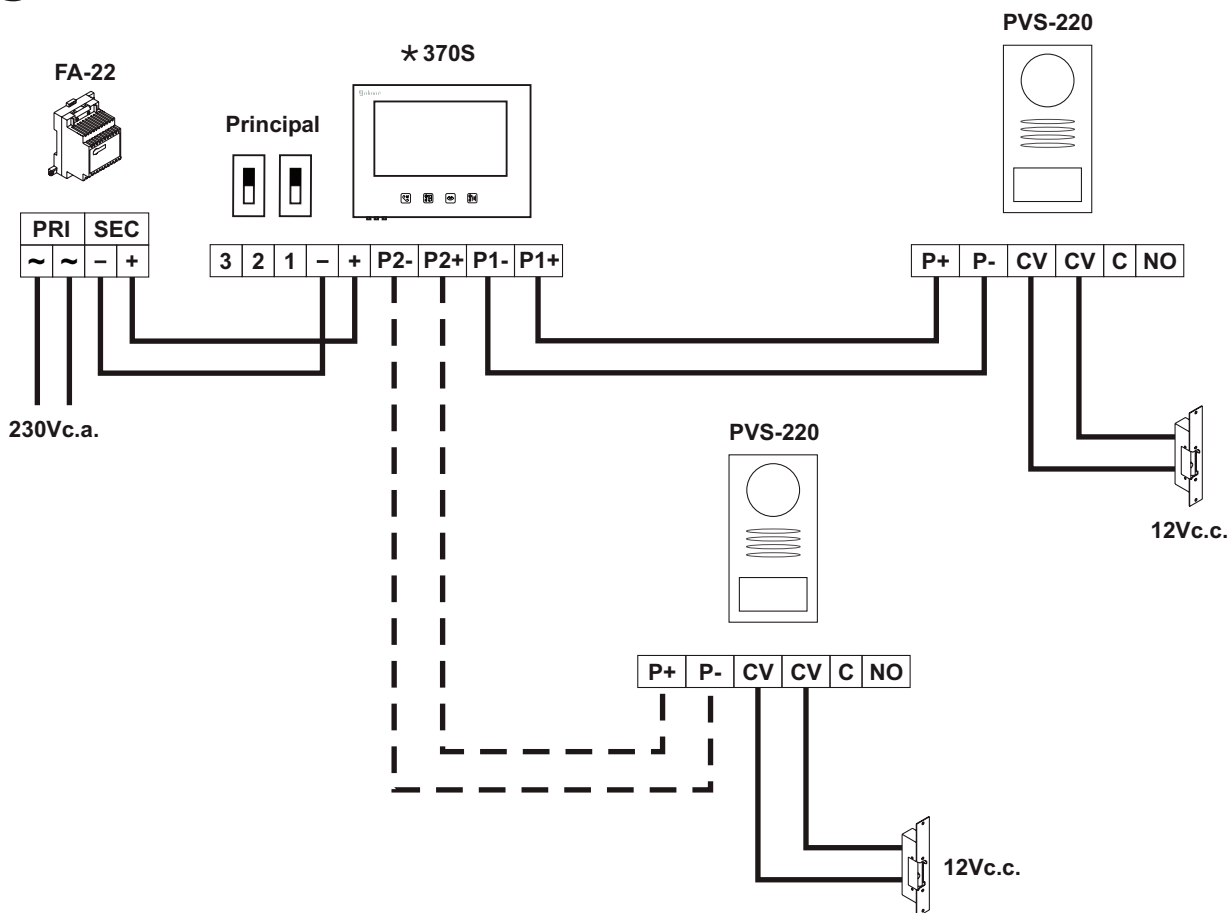 PVS-220
✶ 370S
FA-22
Principal
PRI SEC
~ ~ – +
3 2 1 – + P2- P2+ P1- P1+
P+ P- CV CV C NO
230Vc.a.
PVS-220
12Vc.c.
P+ P- CV CV C NO
12Vc.c.